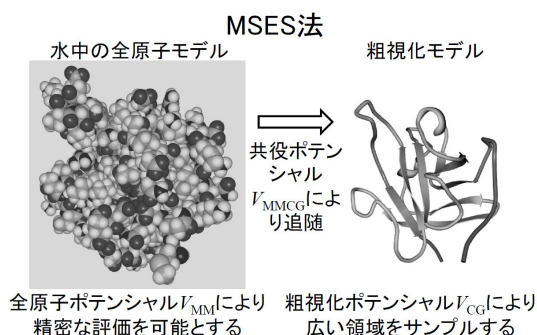 MSES法
水中の全原子モデル
粗視化モデル
共役ポテン
シャル
V_MMCGによ
り追随
全原子ポテンシャルV_MMにより
精密な評価を可能とする
粗視化ポテンシャルV_CGにより
広い領域をサンプルする